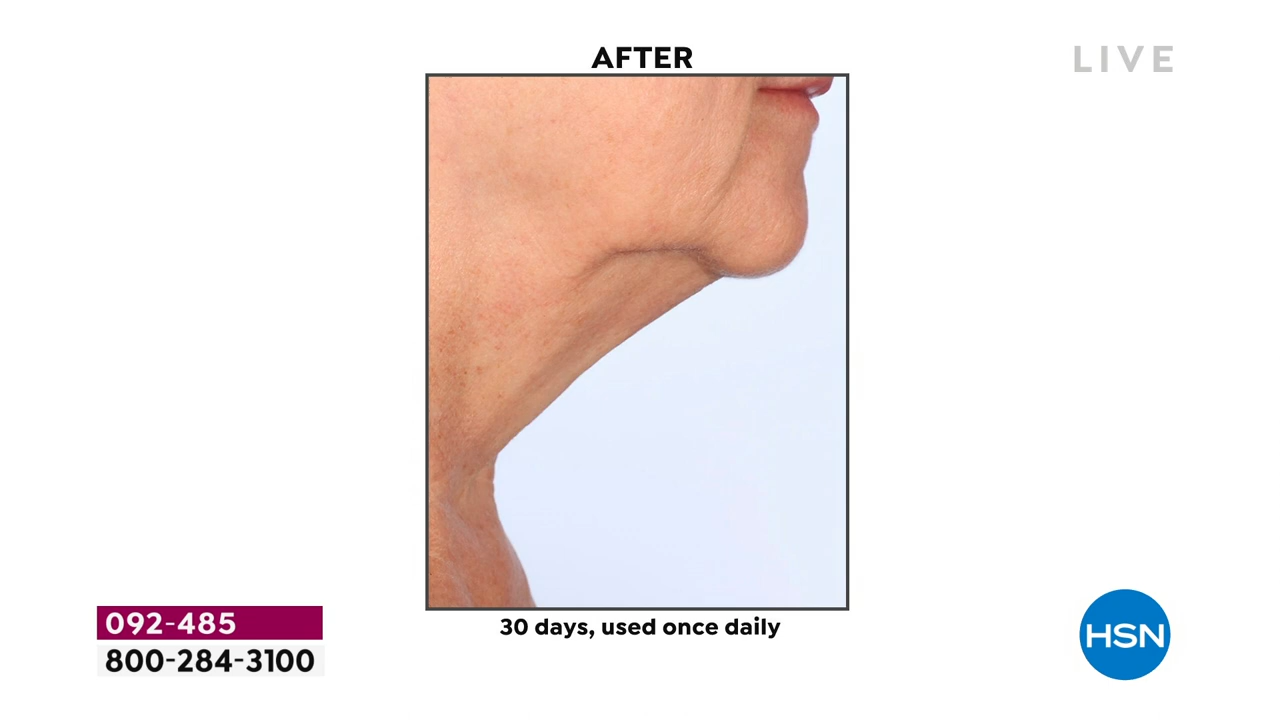 AFTER
LIVE
30 days, used once daily
092-485
800-284-3100
HSN